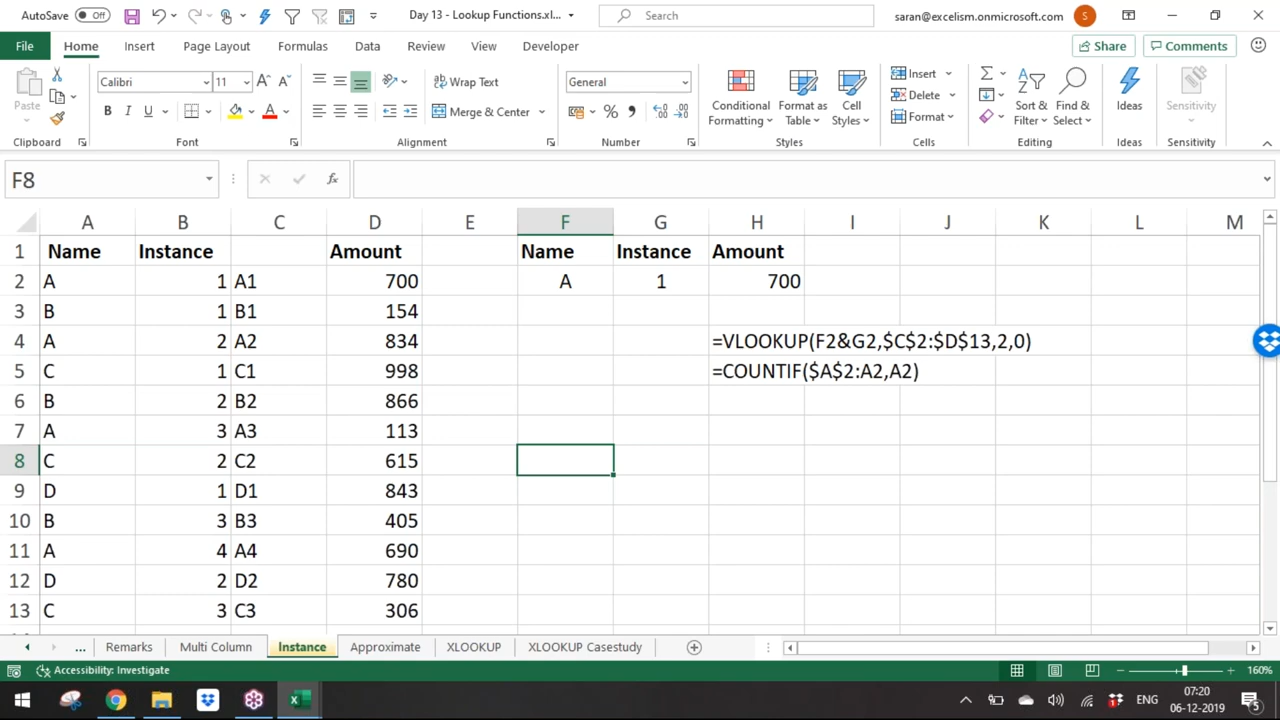 AutoSave Off Day 13 - Lookup Functions.xl... Search saran@excelism.onmicrosoft.com S
File Home Insert Page Layout Formulas Data Review View Developer Share Comments
Paste Calibri 11 Wrap Text General Conditional Formatting Format as Table Cell Styles Insert Sort & Filter Find & Select Ideas Sensitivity
B I U Merge & Center Delete
Format
Clipboard Font Alignment Number Styles Cells Editing Ideas Sensitivity
F8 fx
A B C D E F G H I J K L M
1 Name Instance Amount Name Instance Amount
2 A 1 A1 700 A 1 700
3 B 1 B1 154
4 A 2 A2 834 =VLOOKUP(F2&G2,$C$2:$D$13,2,0)
5 C 1 C1 998 =COUNTIF($A$2:A2,A2)
6 B 2 B2 866
7 A 3 A3 113
8 C 2 C2 615
9 D 1 D1 843
10 B 3 B3 405
11 A 4 A4 690
12 D 2 D2 780
13 C 3 C3 306
... Remarks Multi Column Instance Approximate XLOOKUP XLOOKUP Casestudy
Accessibility: Investigate 160%
ENG 07:20
06-12-2019 5